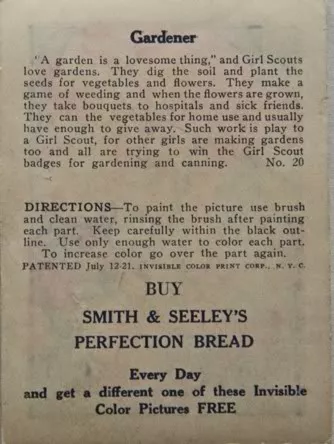 Gardener
"A garden is a lovesome thing," and Girl Scouts
love gardens. They dig the soil and plant the
seeds for vegetables and flowers. They make a
game of weeding and when the flowers are grown,
they take bouquets to hospitals and sick friends.
They can the vegetables for home use and usually
have enough to give away. Such work is play to
a Girl Scout, for other girls are making gardens
too and all are trying to win the Girl Scout
badges for gardening and canning. No. 20
DIRECTIONS—To paint the picture use brush
and clean water, rinsing the brush after painting
each part. Keep carefully within the black out-
line. Use only enough water to color each part.
To increase color go over the part again.
PATENTED July 12-21. INVISIBLE COLOR PRINT CORP., N. Y. C.
BUY
SMITH & SEELEY'S
PERFECTION BREAD
Every Day
and get a different one of these Invisible
Color Pictures FREE